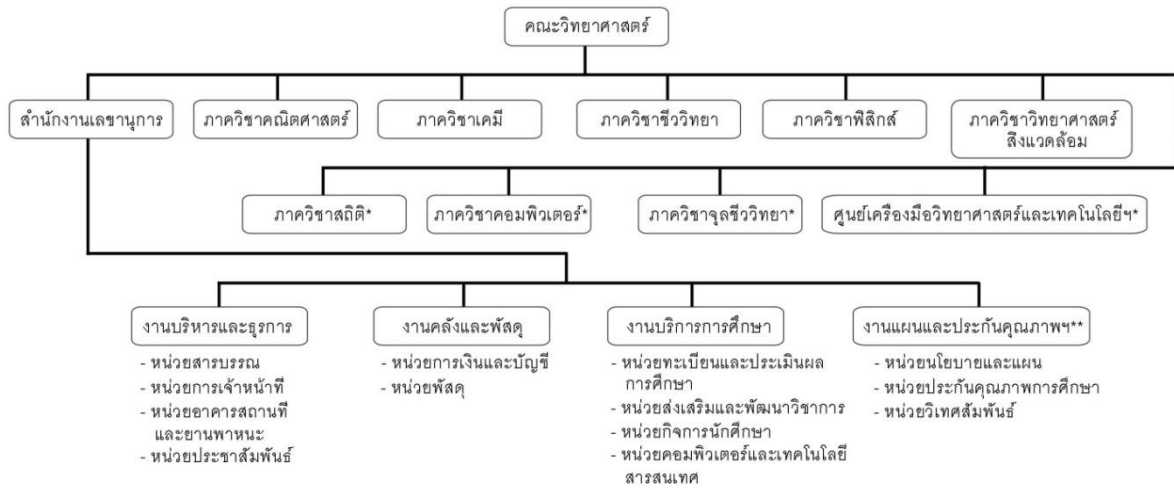 คณะวิทยาศาสตร์
สำนักงานเลขานุการ
ภาควิชาคณิตศาสตร์
ภาควิชาเคมี
ภาควิชาชีววิทยา
ภาควิชาฟิสิกส์
ภาควิชาวิทยาศาสตร์
สิ่งแวดล้อม
ภาควิชาสถิติ*
ภาควิชาคอมพิวเตอร์*
ภาควิชาจุลชีววิทยา*
ศูนย์เครื่องมือวิทยาศาสตร์และเทคโนโลยีฯ*
งานบริหารและธุรการ
- หน่วยสารบรรณ
- หน่วยการเจ้าหน้าที่
- หน่วยอาคารสถานที่
และยานพาหนะ
- หน่วยประชาสัมพันธ์
งานคลังและพัสดุ
- หน่วยการเงินและบัญชี
- หน่วยพัสดุ
งานบริการการศึกษา
- หน่วยทะเบียนและประเมินผล
การศึกษา
- หน่วยส่งเสริมและพัฒนาวิชาการ
- หน่วยกิจการนักศึกษา
- หน่วยคอมพิวเตอร์และเทคโนโลยี
สารสนเทศ
งานแผนและประกันคุณภาพฯ**
- หน่วยนโยบายและแผน
- หน่วยประกันคุณภาพการศึกษา
- หน่วยวิเทศสัมพันธ์